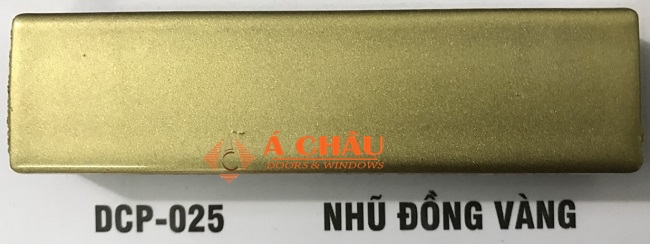 Á CHÂU
DOORS & WINDOWS
DCP-025 NHŨ ĐỒNG VÀNG